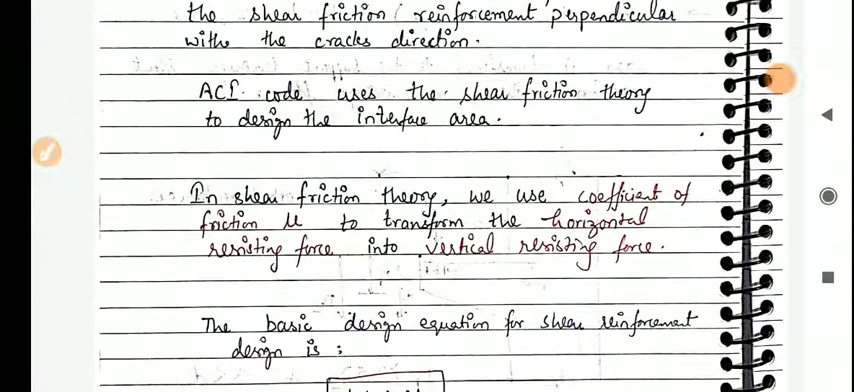 the shear friction reinforcement perpendicular
with the cracks direction.
ACI code uses the shear friction theory
to design the interface area.
In shear friction theory, we use coefficient of
friction μ to transform the horizontal
resisting force into vertical resisting force.
The basic design equation for shear reinforcement
design is :